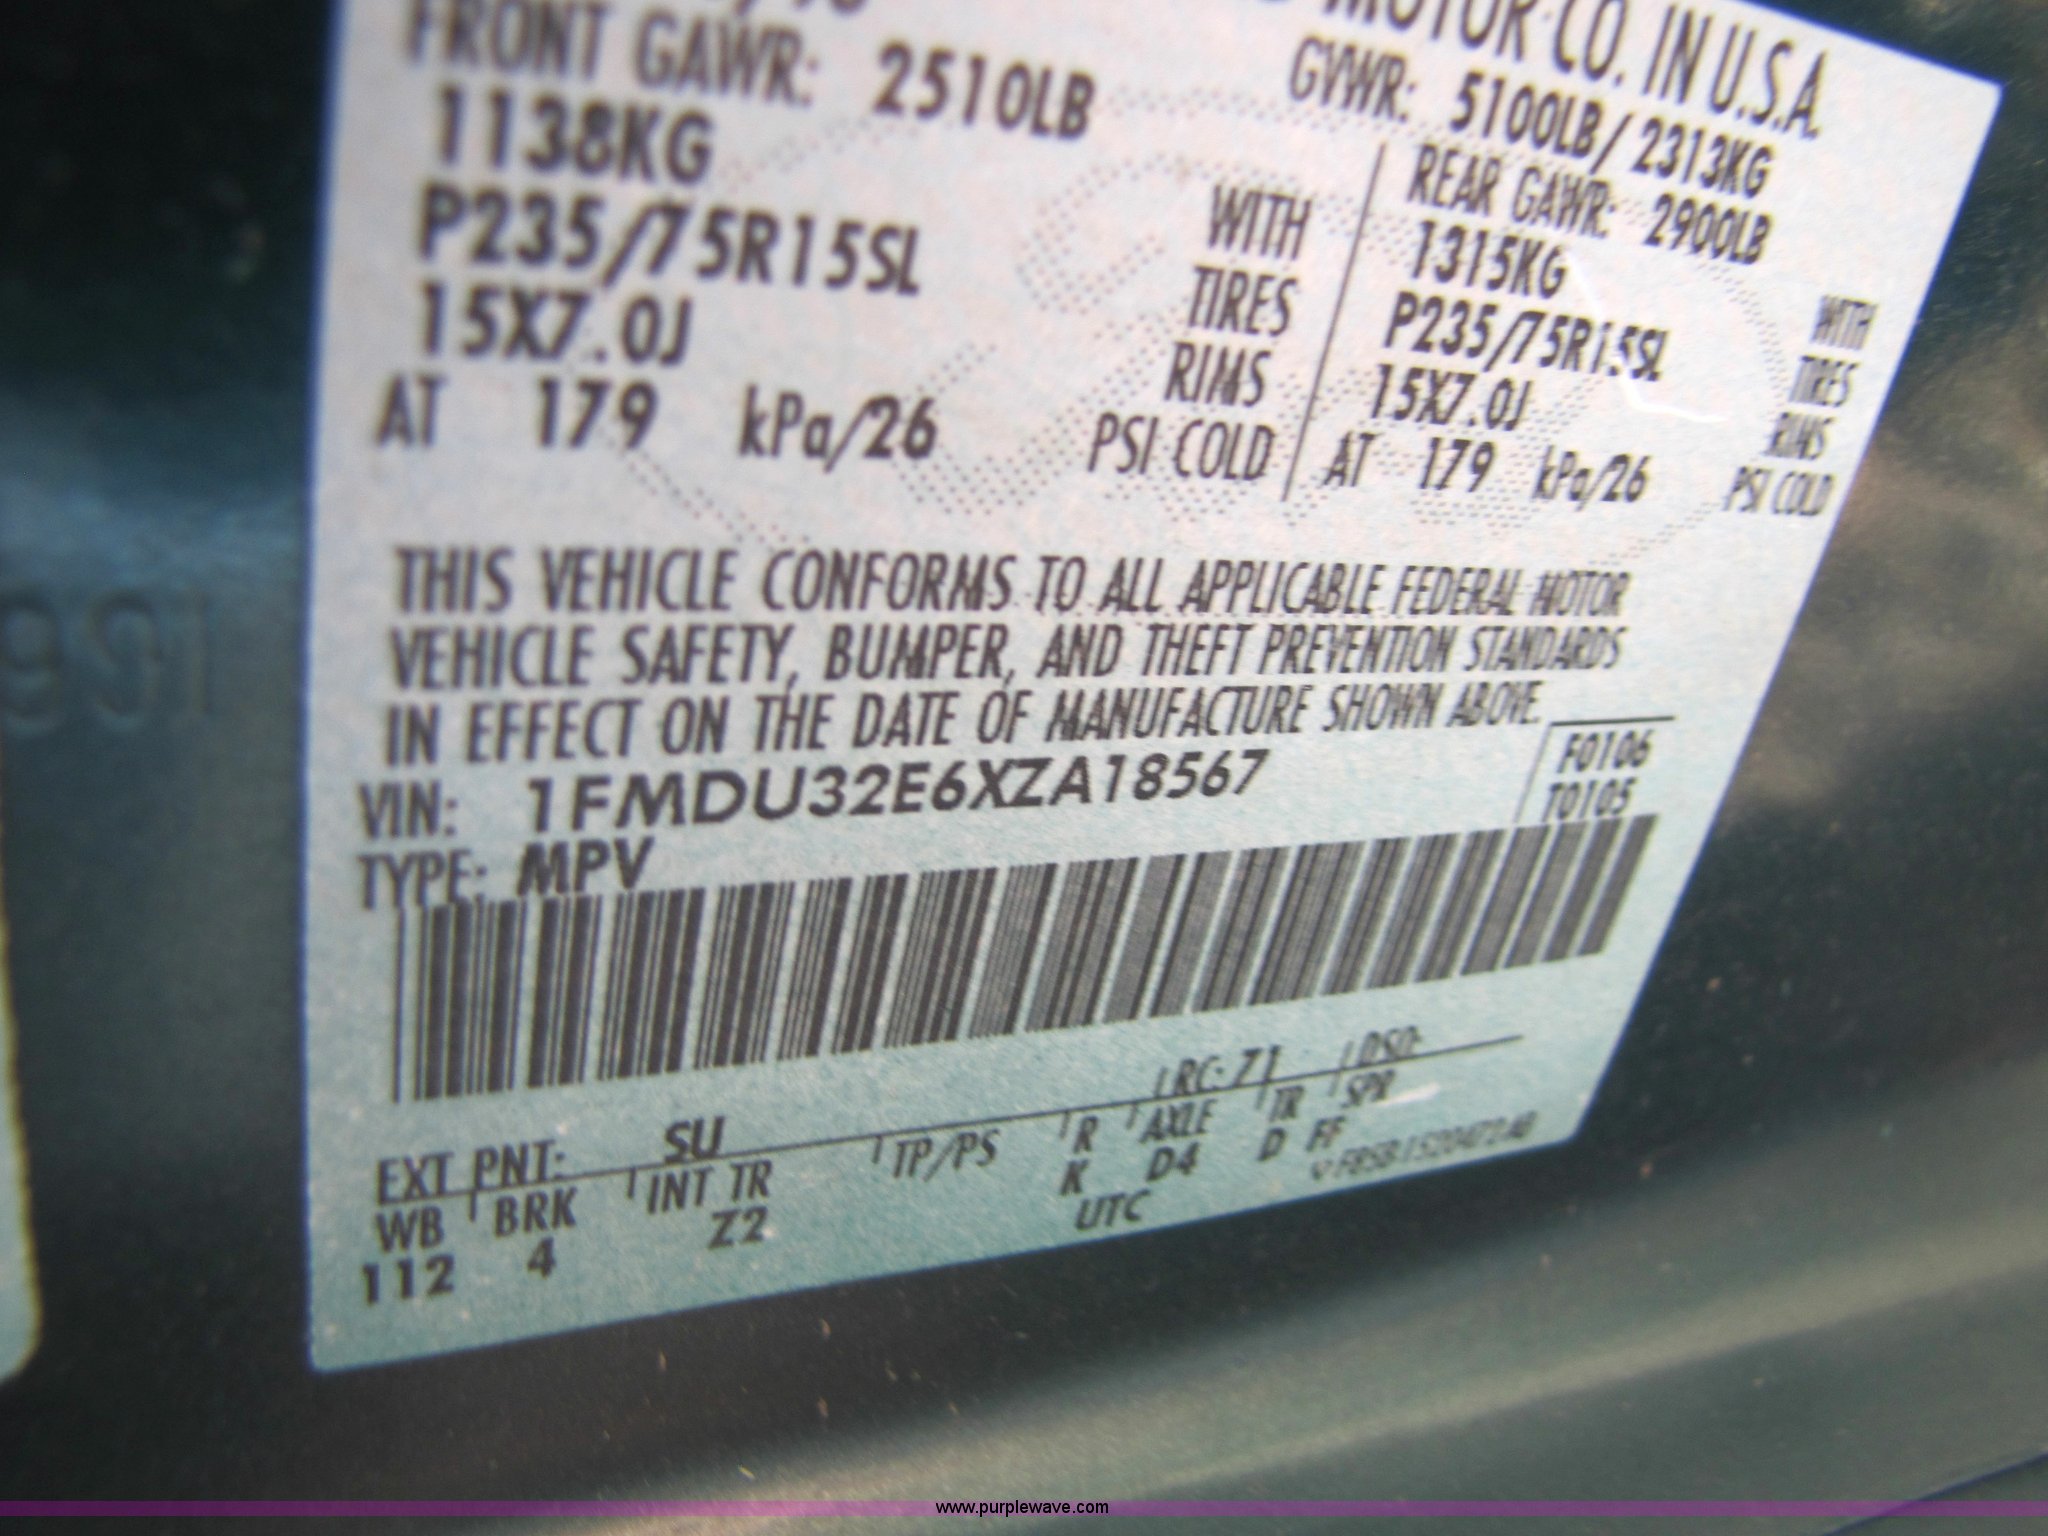 MOTOR CO. IN U.S.A.
FRONT GAWR: 2510LB
GVWR: 5100LB/ 2313KG
1138KG WITH
REAR GAWR: 2900LB
P235/75R15SL TIRES
1315KG WITH
15X7.0J RIMS
P235/75R15SL TIRES
AT 179 kPa/26 PSI COLD
15X7.0J RIMS
AT 179 kPa/26 PSI COLD
THIS VEHICLE CONFORMS TO ALL APPLICABLE FEDERAL MOTOR
VEHICLE SAFETY, BUMPER, AND THEFT PREVENTION STANDARDS
IN EFFECT ON THE DATE OF MANUFACTURE SHOWN ABOVE.
VIN: 1FMDU32E6XZA18567
F0106
T0105
TYPE: MPV
EXT PNT: SU RC: 71 DSO:
WB BRK INT TR TP/PS R AXLE TR SPR
112 4 Z2 K D4 D FF
UTC
www.purplewave.com